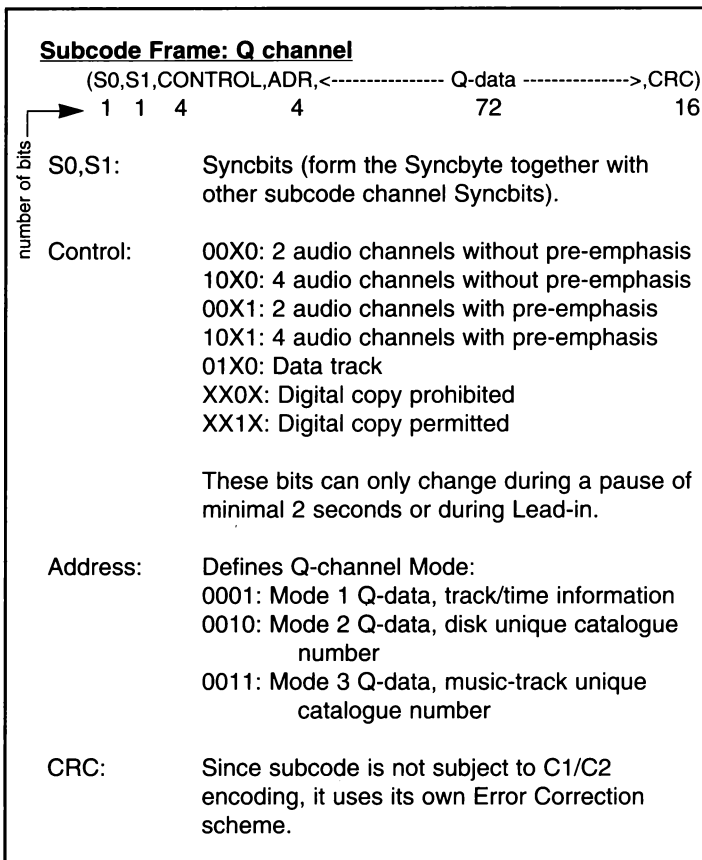 Subcode Frame: Q channel
(S0,S1,CONTROL,ADR,<---------------- Q-data --------------->,CRC)
1 1 4 4 72 16
number of bits
S0,S1: Syncbits (form the Syncbyte together with
other subcode channel Syncbits).
Control: 00X0: 2 audio channels without pre-emphasis
10X0: 4 audio channels without pre-emphasis
00X1: 2 audio channels with pre-emphasis
10X1: 4 audio channels with pre-emphasis
01X0: Data track
XX0X: Digital copy prohibited
XX1X: Digital copy permitted
These bits can only change during a pause of
minimal 2 seconds or during Lead-in.
Address: Defines Q-channel Mode:
0001: Mode 1 Q-data, track/time information
0010: Mode 2 Q-data, disk unique catalogue
number
0011: Mode 3 Q-data, music-track unique
catalogue number
CRC: Since subcode is not subject to C1/C2
encoding, it uses its own Error Correction
scheme.